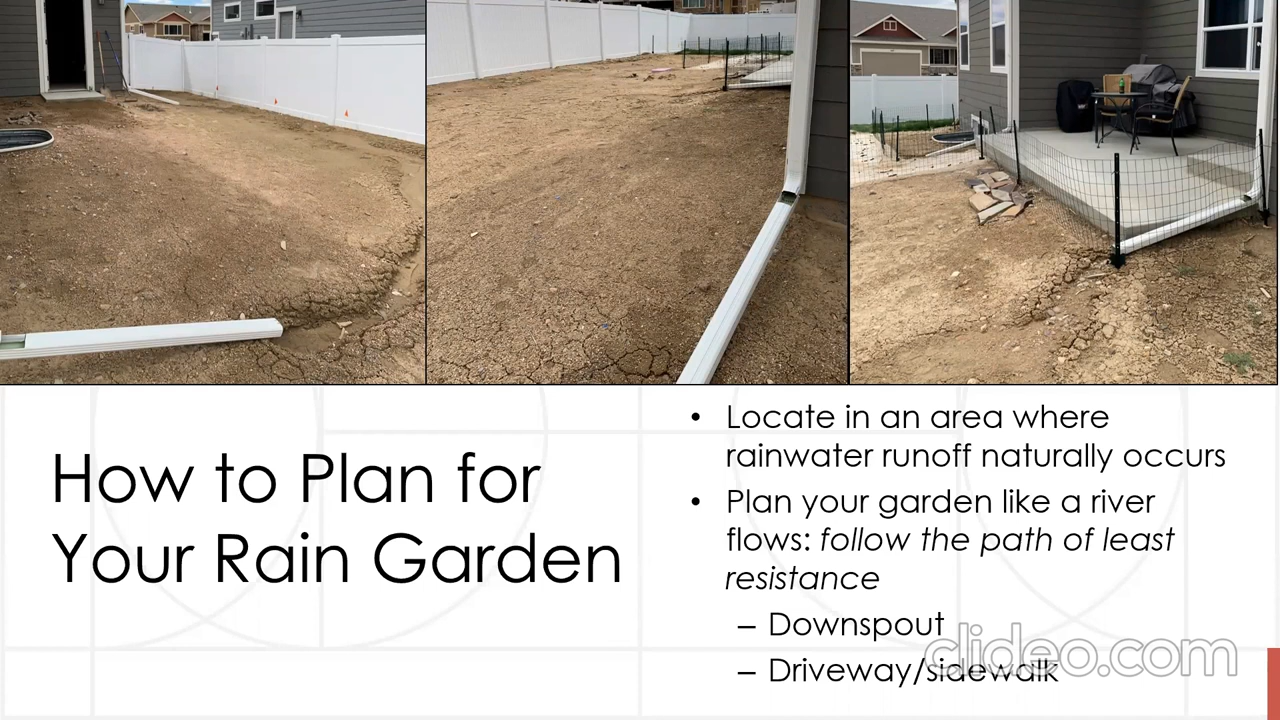 How to Plan for
Your Rain Garden
• Locate in an area where
rainwater runoff naturally occurs
• Plan your garden like a river
flows: follow the path of least
resistance
– Downspout
– Driveway/sidewalk
clideo.com